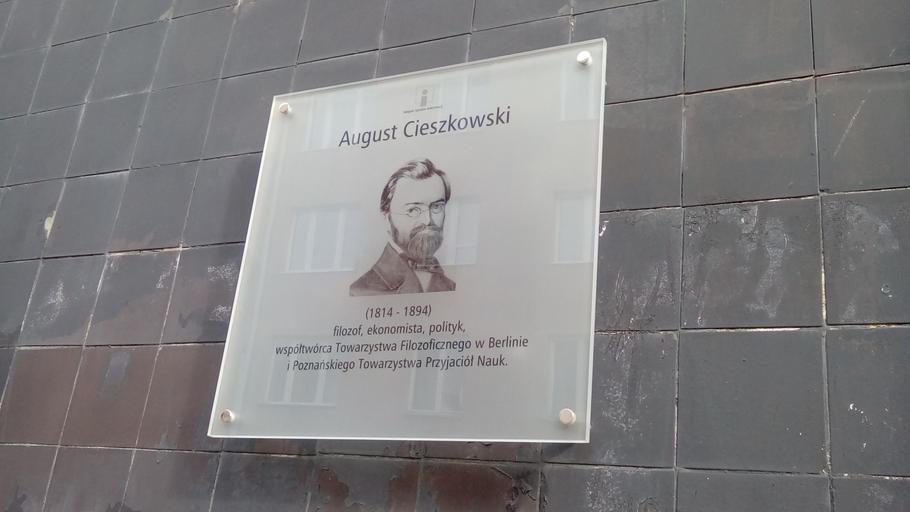 August Cieszkowski
(1814 - 1894)
filozof, ekonomista, polityk,
współtwórca Towarzystwa Filozoficznego w Berlinie
i Poznańskiego Towarzystwa Przyjaciół Nauk.